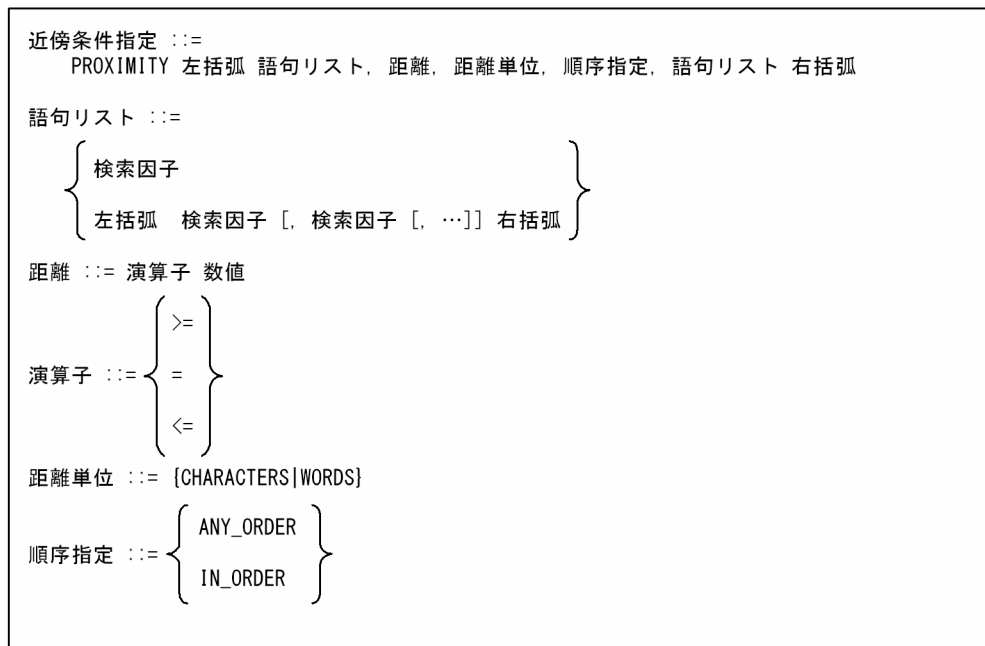 近傍条件指定 ::=
PROXIMITY 左括弧 語句リスト, 距離, 距離単位, 順序指定, 語句リスト 右括弧
語句リスト ::=
検索因子
左括弧 検索因子 [, 検索因子 [, …]] 右括弧
距離 ::= 演算子 数値
>=
演算子 ::= =
<=
距離単位 ::= {CHARACTERS|WORDS}
ANY_ORDER
順序指定 ::=
IN_ORDER